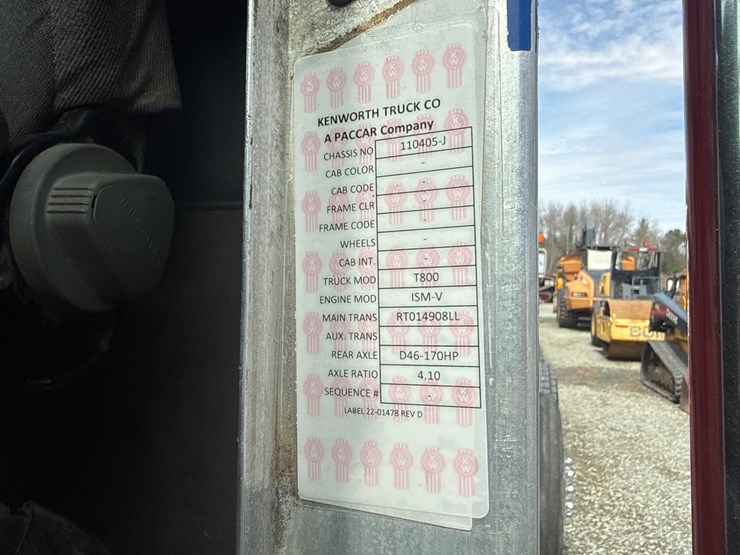 KENWORTH TRUCK CO
A PACCAR Company
CHASSIS NO 110405-J
CAB COLOR -
CAB CODE -
FRAME CLR -
FRAME CODE -
WHEELS -
CAB INT. -
TRUCK MOD T800
ENGINE MOD ISM-V
MAIN TRANS RTO14908LL
AUX. TRANS
REAR AXLE D46-170HP
AXLE RATIO 4.10
SEQUENCE # -
LABEL 22-01478 REV D